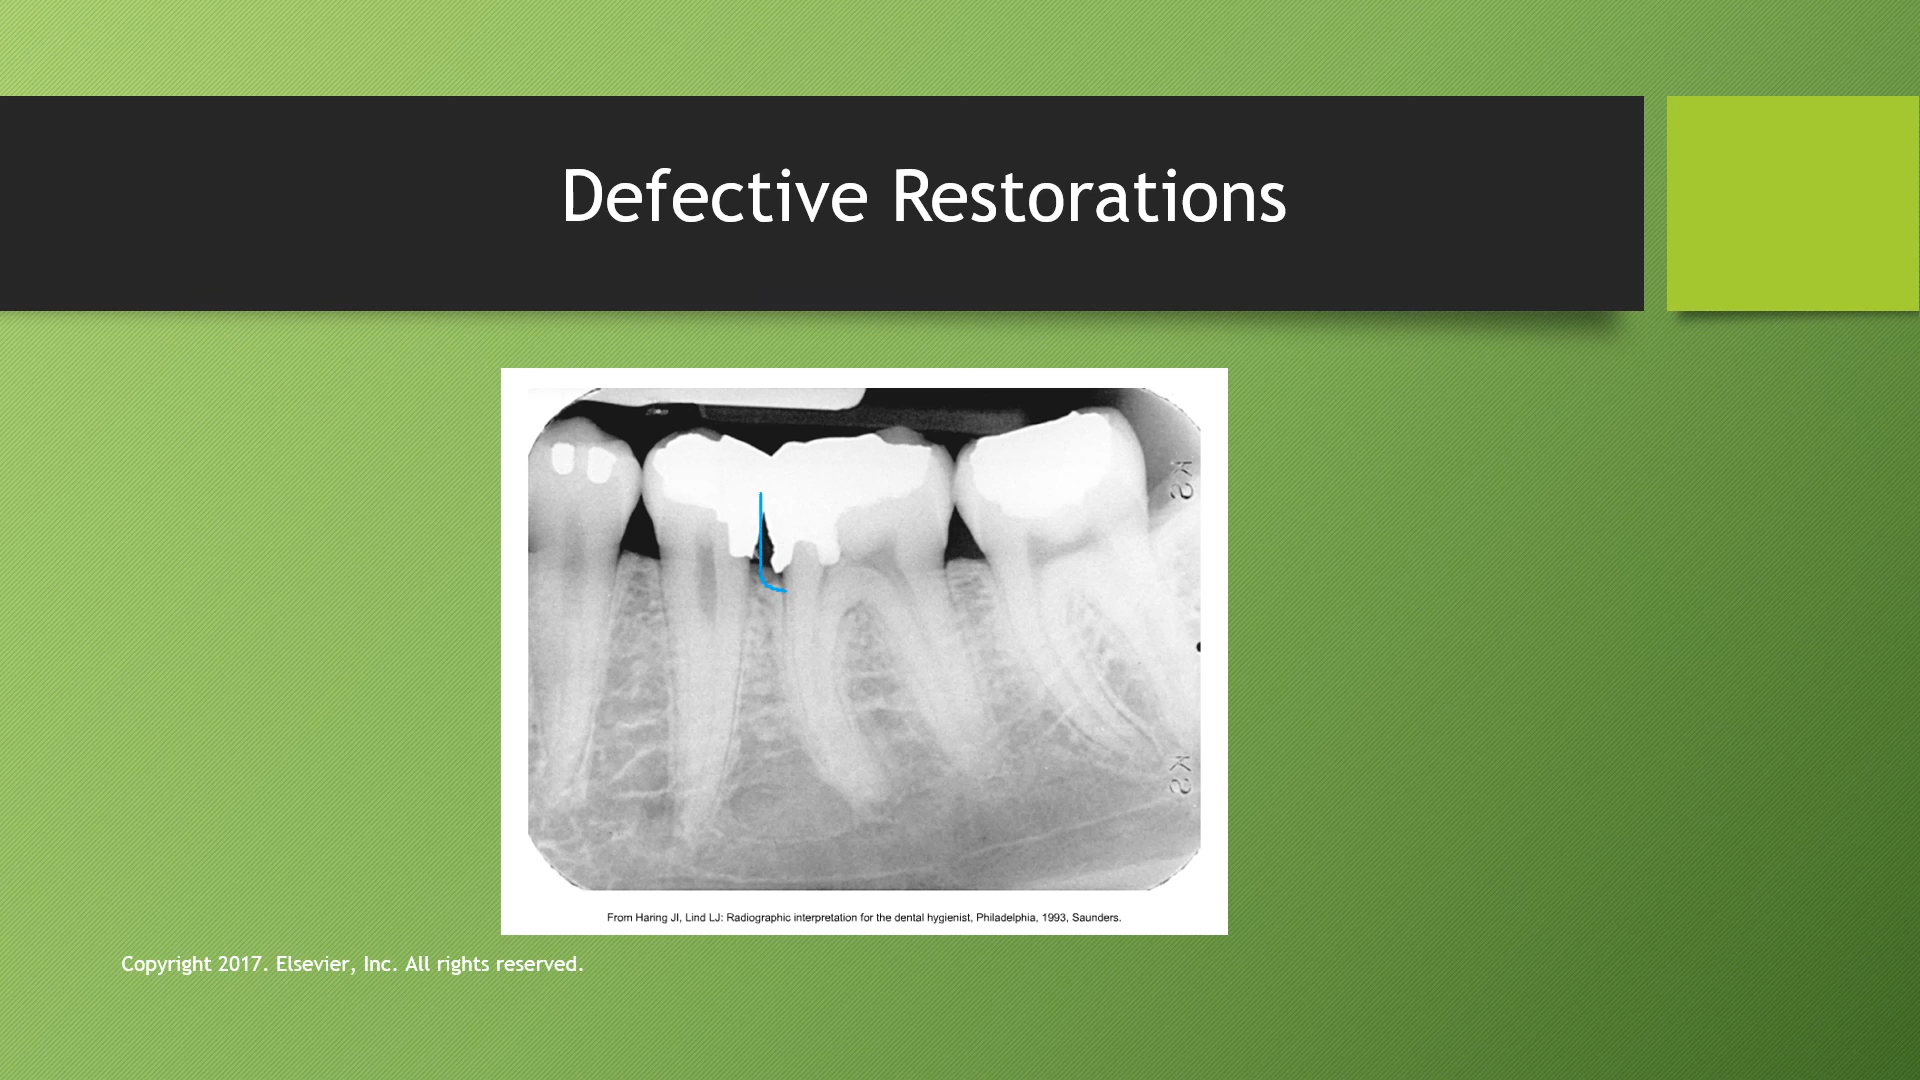 Defective Restorations
From Haring JI, Lind LJ: Radiographic interpretation for the dental hygienist, Philadelphia, 1993, Saunders.
Copyright 2017. Elsevier, Inc. All rights reserved.